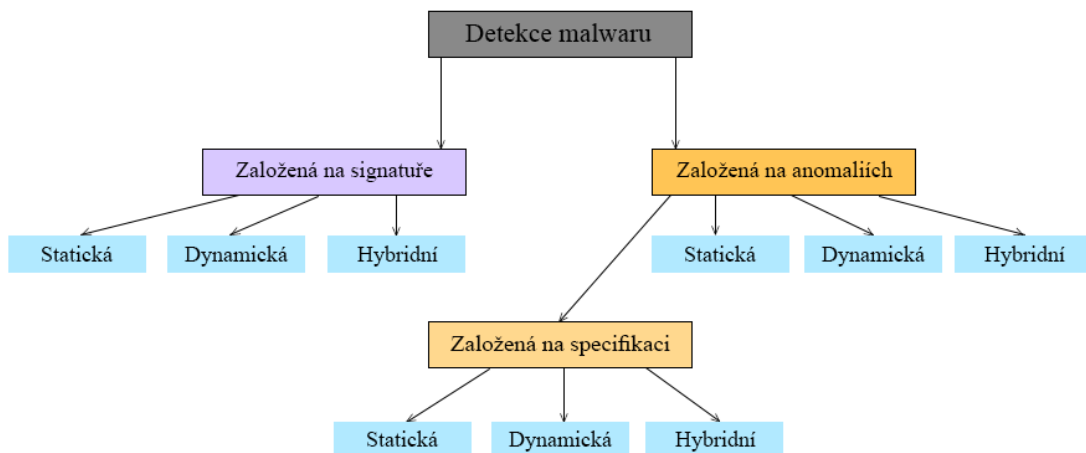 Detekce malwaru
Založená na signatuře
Založená na anomaliích
Statická
Dynamická
Hybridní
Statická
Dynamická
Hybridní
Založená na specifikaci
Statická
Dynamická
Hybridní